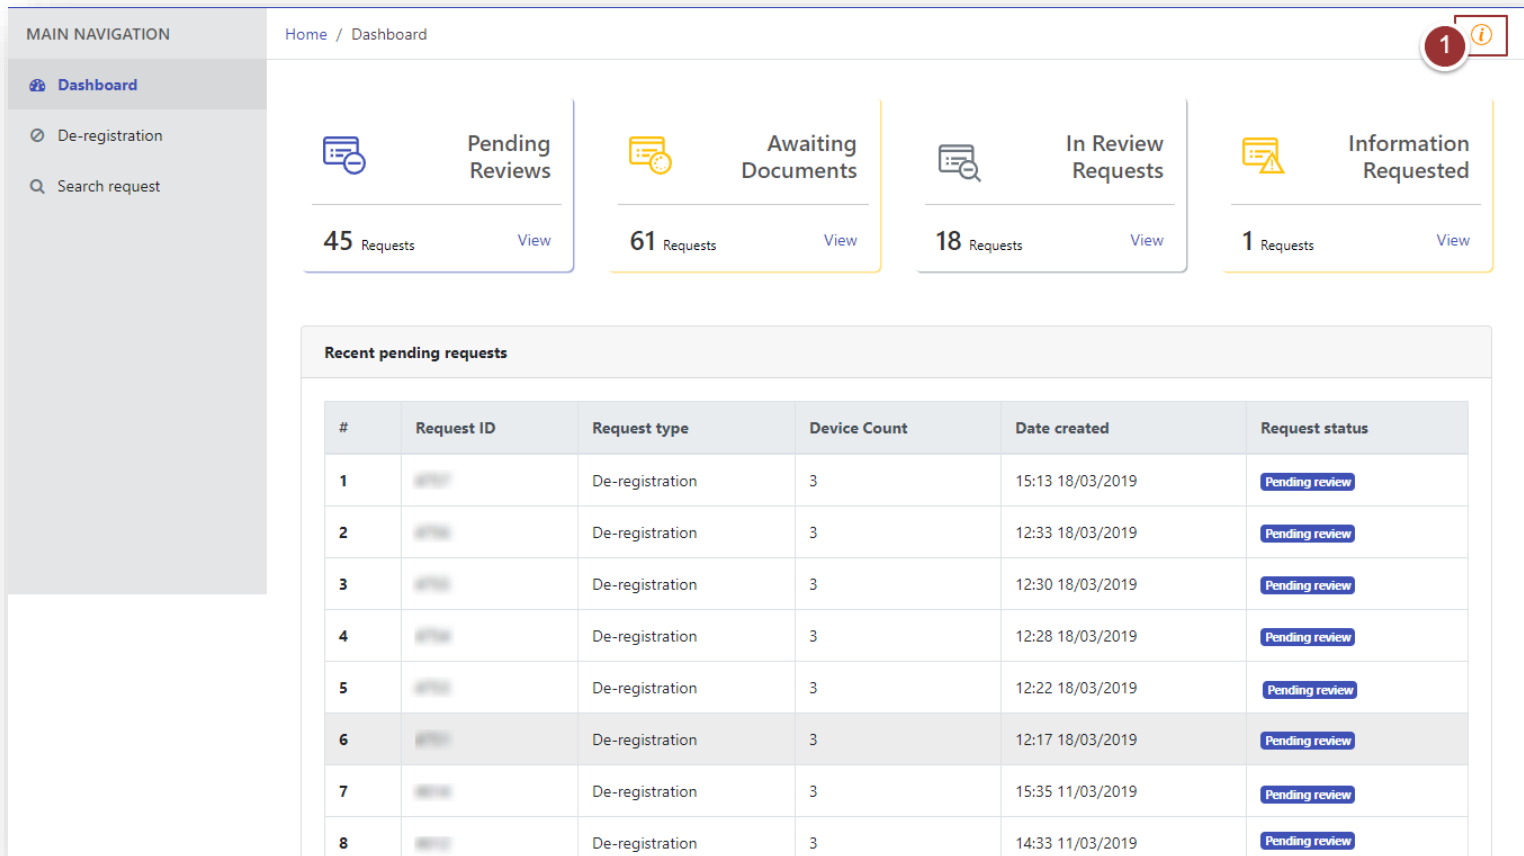 MAIN NAVIGATION
Home / Dashboard
1
i
Dashboard
De-registration
Search request
Pending
Reviews
45 Requests View
Awaiting
Documents
61 Requests View
In Review
Requests
18 Requests View
Information
Requested
1 Requests View
Recent pending requests
# Request ID Request type Device Count Date created Request status
1 De-registration 3 15:13 18/03/2019 Pending review
2 De-registration 3 12:33 18/03/2019 Pending review
3 De-registration 3 12:30 18/03/2019 Pending review
4 De-registration 3 12:28 18/03/2019 Pending review
5 De-registration 3 12:22 18/03/2019 Pending review
6 De-registration 3 12:17 18/03/2019 Pending review
7 De-registration 3 15:35 11/03/2019 Pending review
8 De-registration 3 14:33 11/03/2019 Pending review